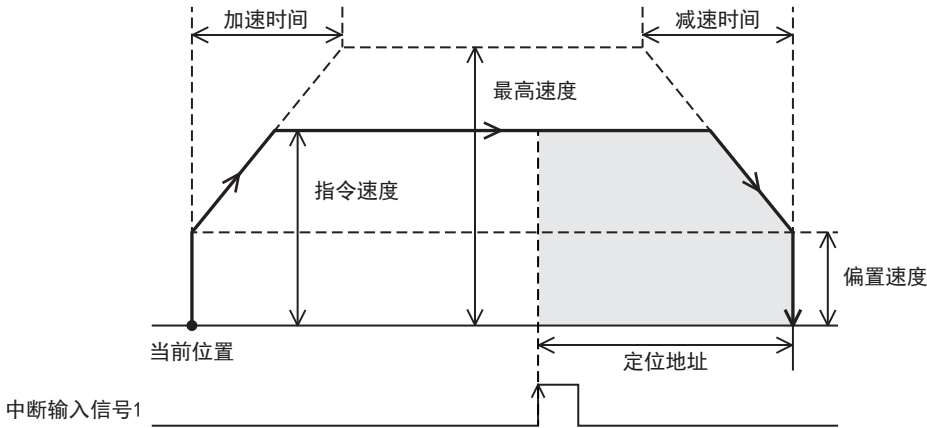 加速时间
减速时间
最高速度
指令速度
偏置速度
当前位置
定位地址
中断输入信号1